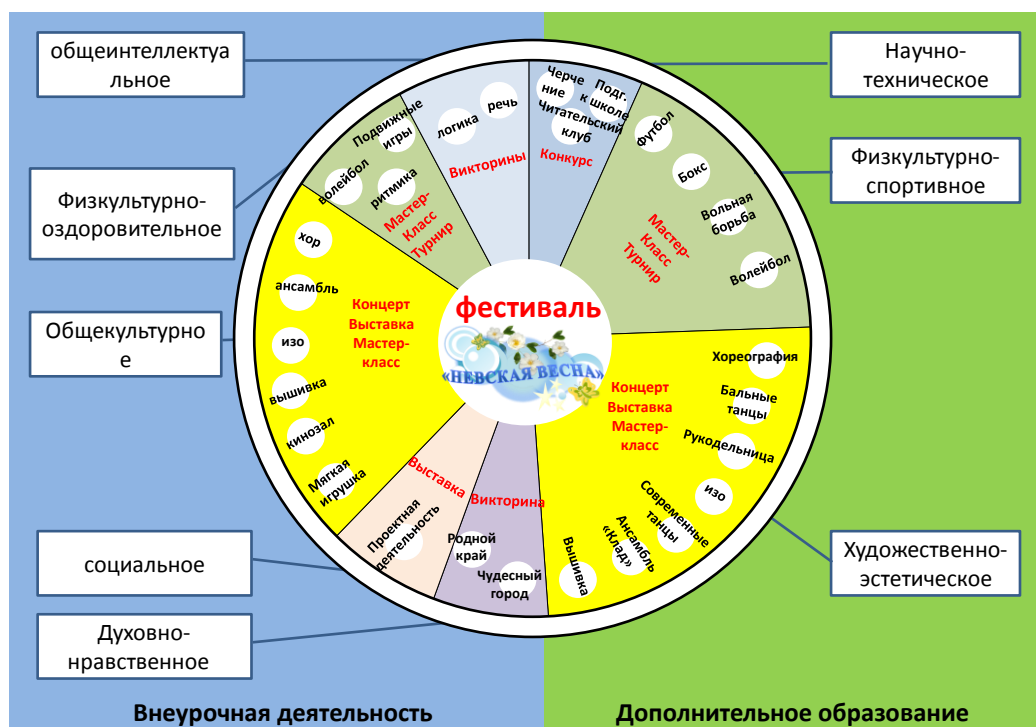 общеинтеллектуа
льное
Физкультурно-
оздоровительное
Общекультурно
е
социальное
Духовно-
нравственное
Научно-
техническое
Физкультурно-
спортивное
Художественно-
эстетическое
логика
речь
Викторины
Черче
ние
Подг.
к школе
Читательский
клуб
Конкурс
Футбол
Бокс
Вольная
борьба
Волейбол
Мастер-
Класс
Турнир
Подвижные
игры
волейбол
ритмика
Мастер-
Класс
Турнир
хор
ансамбль
изо
вышивка
кинозал
Мягкая
игрушка
Концерт
Выставка
Мастер-
класс
фестиваль
«НЕВСКАЯ ВЕСНА»
Хореография
Бальные
танцы
Рукодельница
изо
Современные
танцы
Ансамбль
«Клад»
Вышивка
Концерт
Выставка
Мастер-
класс
Выставка
Проектная
деятельность
Викторина
Родной
край
Чудесный
город
Внеурочная деятельность
Дополнительное образование